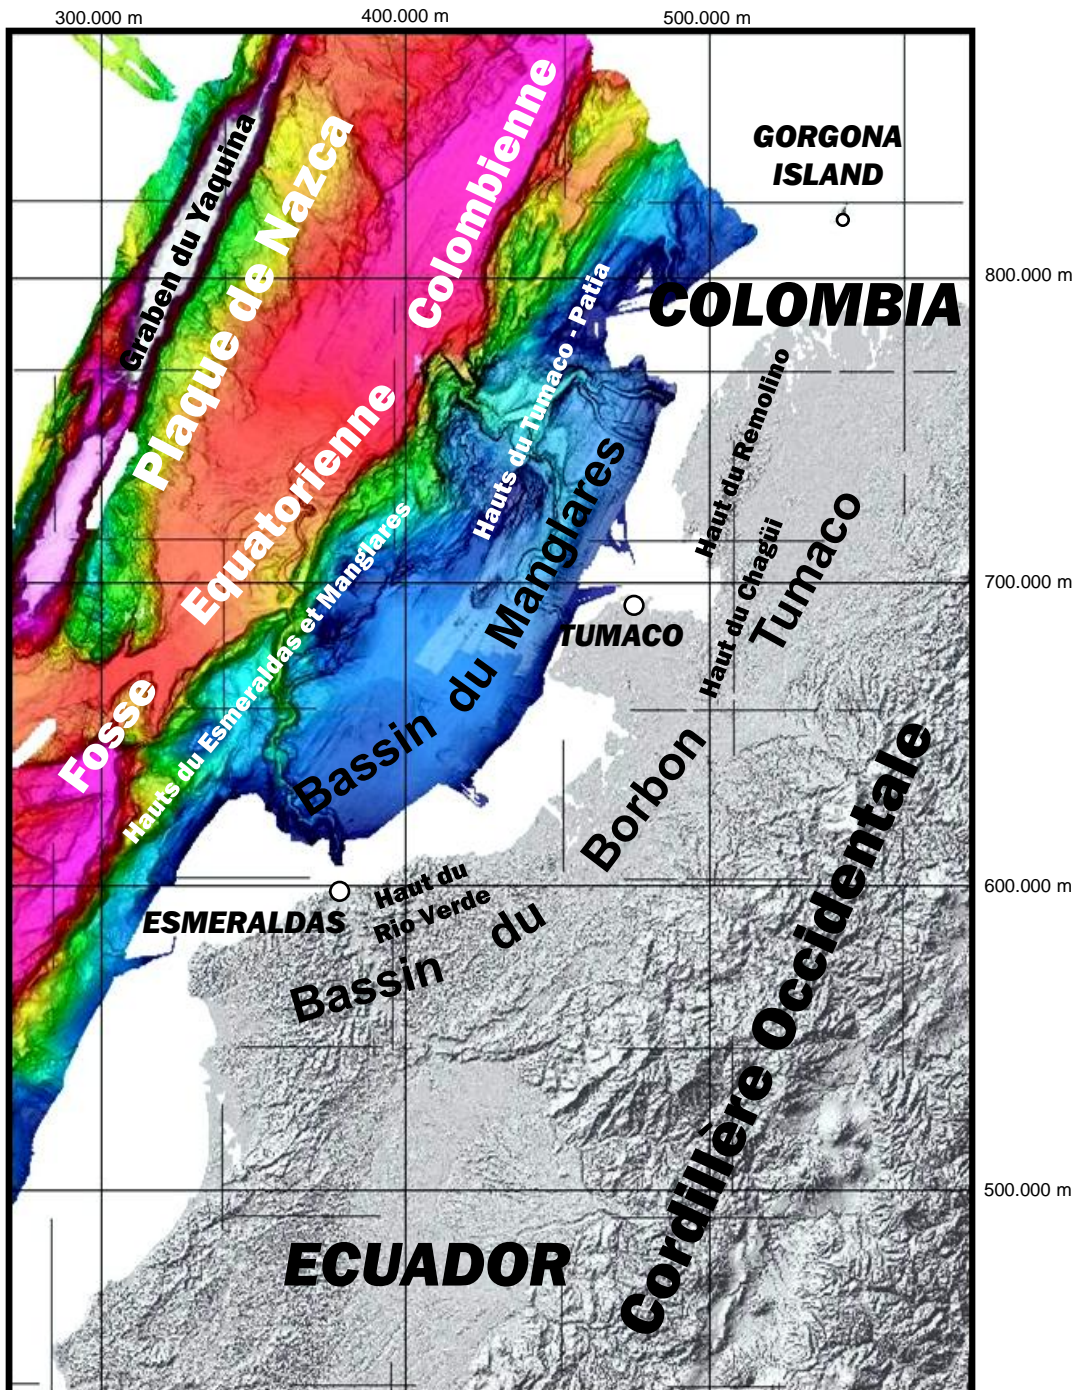 300.000 m
400.000 m
500.000 m
GORGONA
ISLAND
Graben du Yaquina
Plaque de Nazca
Colombienne
800.000 m
COLOMBIA
Hauts du Tumaco - Patia
Haut du Remolino
Equatorienne
Hauts du Esmeraldas et Manglares
Haut du Chagüi
Tumaco
700.000 m
TUMACO
Bassin du Manglares
Fosse
Borbon
Cordillère Occidentale
600.000 m
Haut du
Rio Verde
ESMERALDAS
du
Bassin
500.000 m
ECUADOR